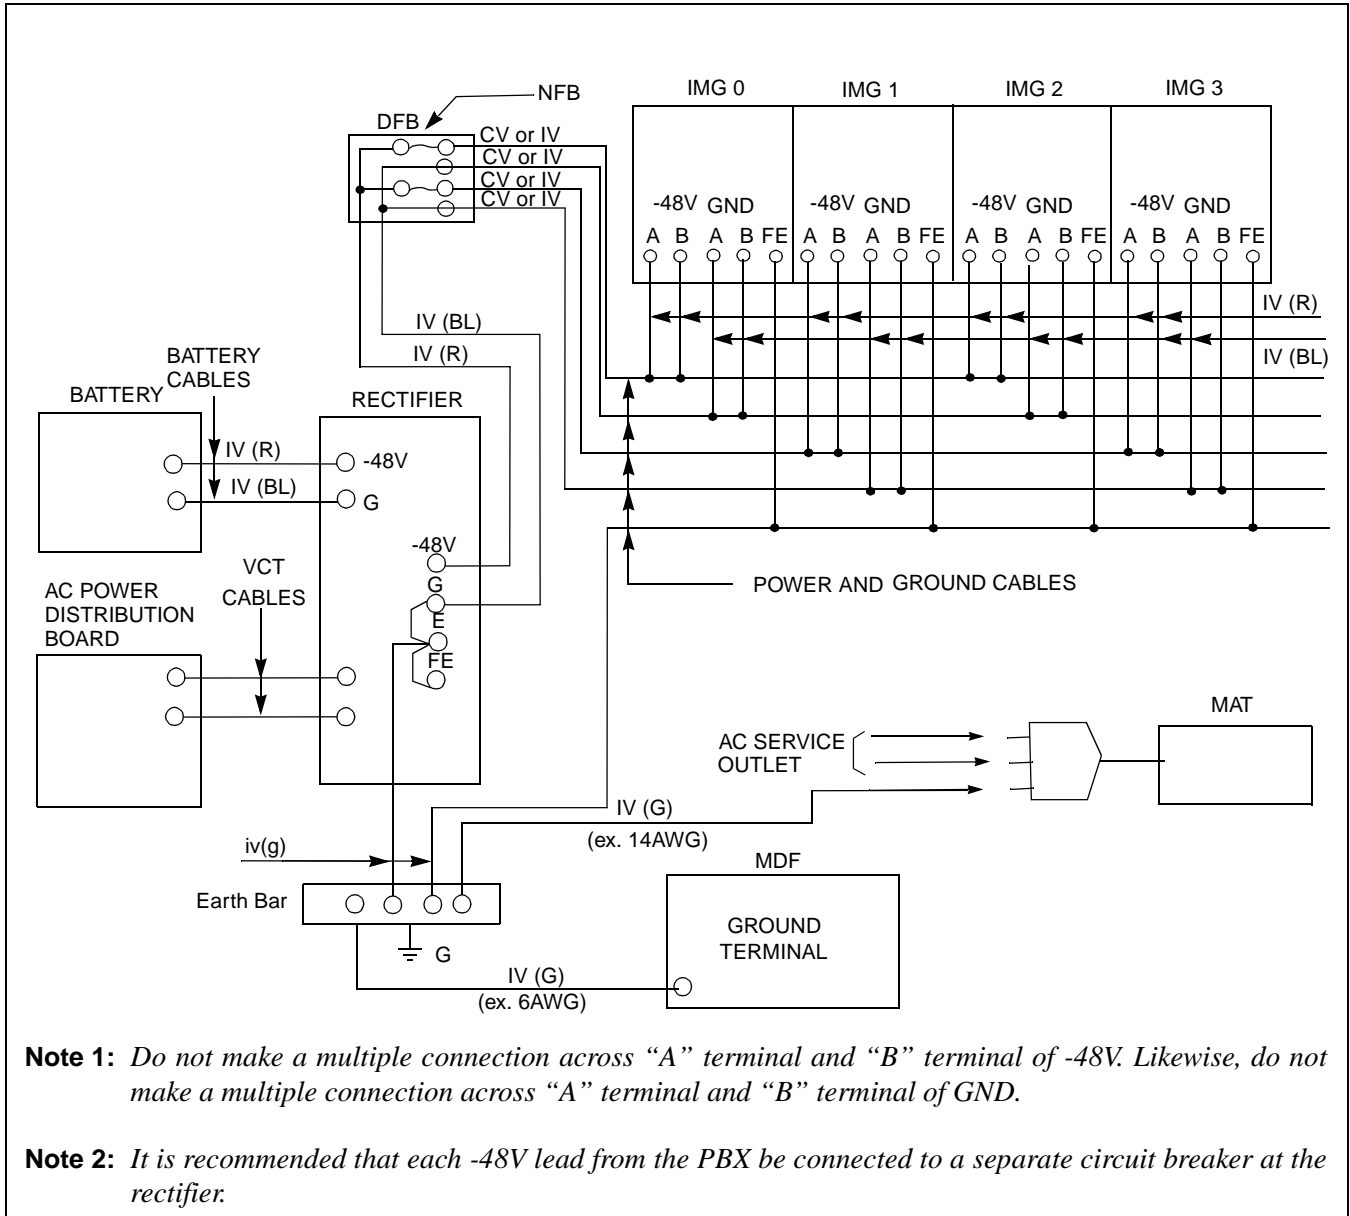 NFB
DFB
CV or IV
CV or IV
CV or IV
CV or IV
IMG 0
IMG 1
IMG 2
IMG 3
-48V GND
-48V GND
-48V GND
-48V GND
A B A B FE
A B A B FE
A B A B FE
A B A B FE
IV (R)
IV (BL)
IV (BL)
IV (R)
BATTERY
CABLES
BATTERY
RECTIFIER
IV (R)
-48V
IV (BL)
G
-48V
G
E
FE
VCT
CABLES
AC POWER
DISTRIBUTION
BOARD
POWER AND GROUND CABLES
MAT
AC SERVICE
OUTLET
IV (G)
(ex. 14AWG)
iv(g)
Earth Bar
G
MDF
GROUND
TERMINAL
IV (G)
(ex. 6AWG)
Note 1: Do not make a multiple connection across “A” terminal and “B” terminal of -48V. Likewise, do not
make a multiple connection across “A” terminal and “B” terminal of GND.
Note 2: It is recommended that each -48V lead from the PBX be connected to a separate circuit breaker at the
rectifier.